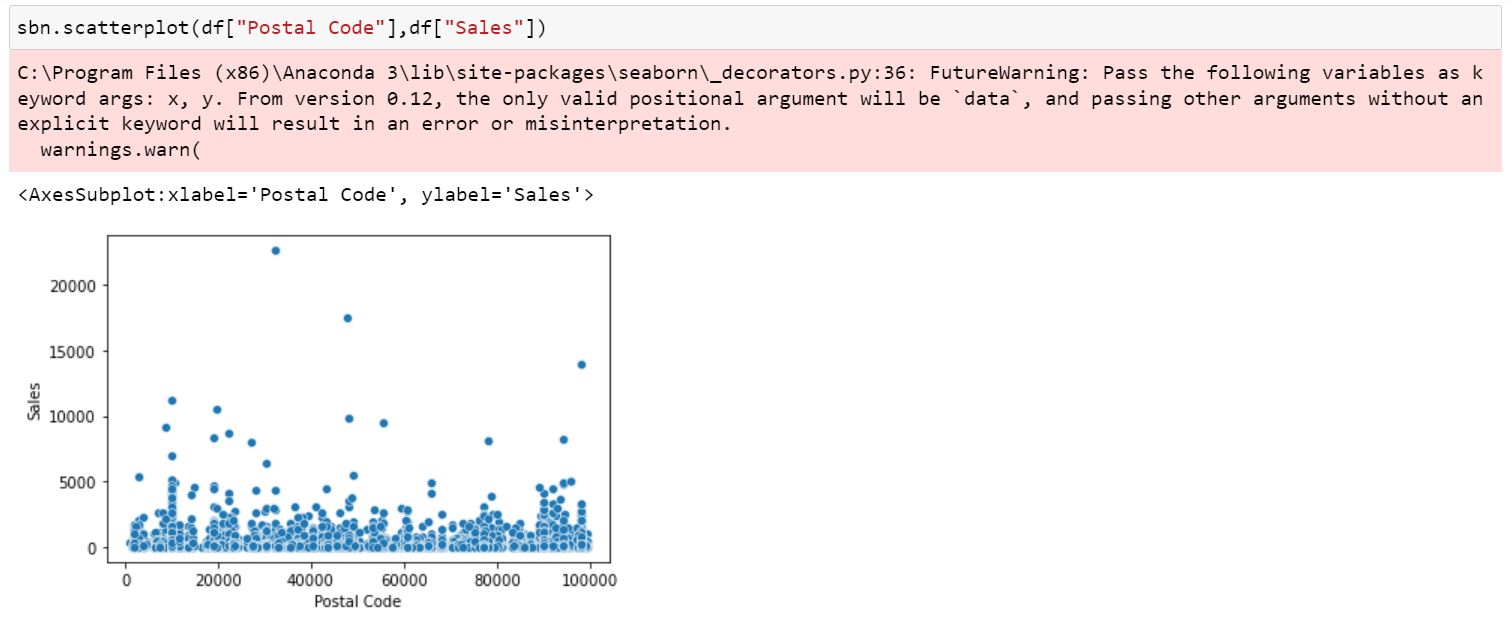 sbn.scatterplot(df["Postal Code"],df["Sales"])
C:\Program Files (x86)\Anaconda 3\lib\site-packages\seaborn\_decorators.py:36: FutureWarning: Pass the following variables as k
eyword args: x, y. From version 0.12, the only valid positional argument will be `data`, and passing other arguments without an
explicit keyword will result in an error or misinterpretation.
  warnings.warn(
<AxesSubplot:xlabel='Postal Code', ylabel='Sales'>
20000
15000
10000
5000
0
Sales
0 20000 40000 60000 80000 100000
Postal Code